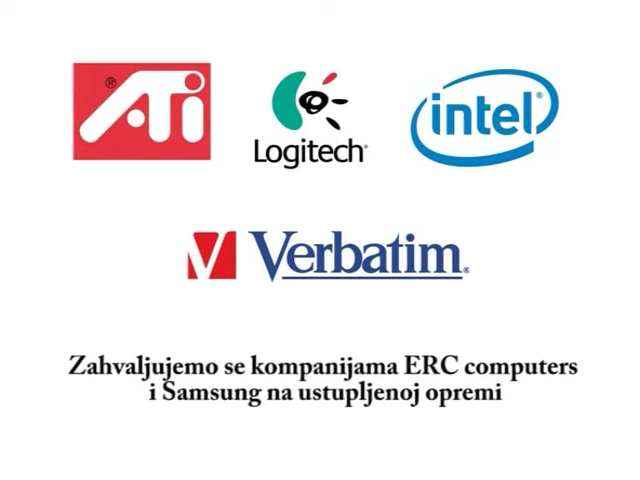 ATi ®
Logitech®
intel®
Verbatim®
Zahvaljujemo se kompanijama ERC computers
i Samsung na ustupljenoj opremi